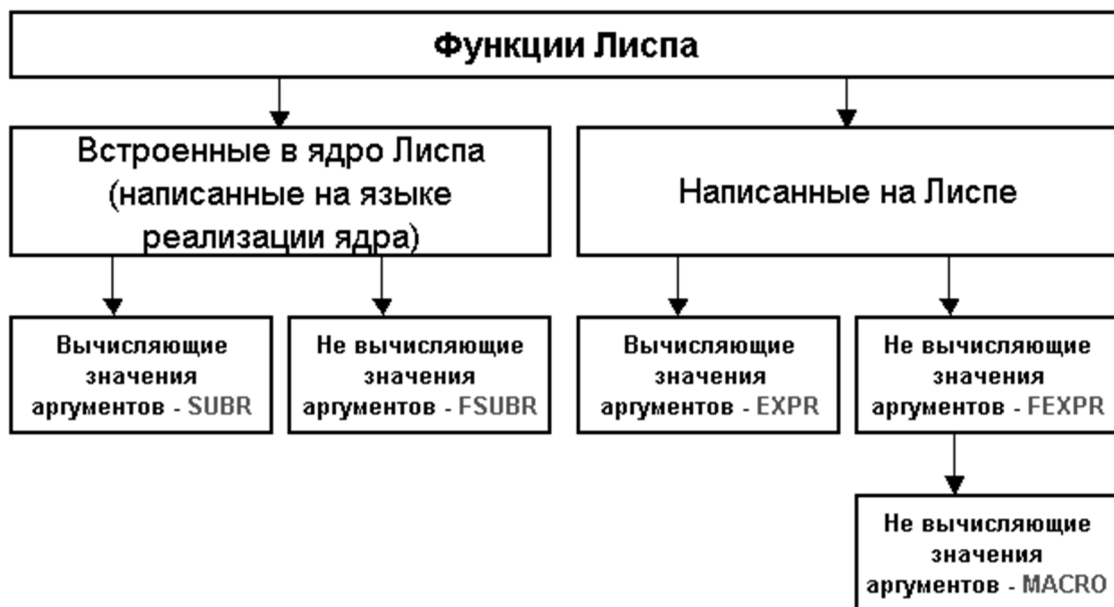 Функции Лиспа
Встроенные в ядро Лиспа
(написанные на языке
реализации ядра)
Написанные на Лиспе
Вычисляющие
значения
аргументов - SUBR
Не вычисляющие
значения
аргументов - FSUBR
Вычисляющие
значения
аргументов - EXPR
Не вычисляющие
значения
аргументов - FEXPR
Не вычисляющие
значения
аргументов - MACRO